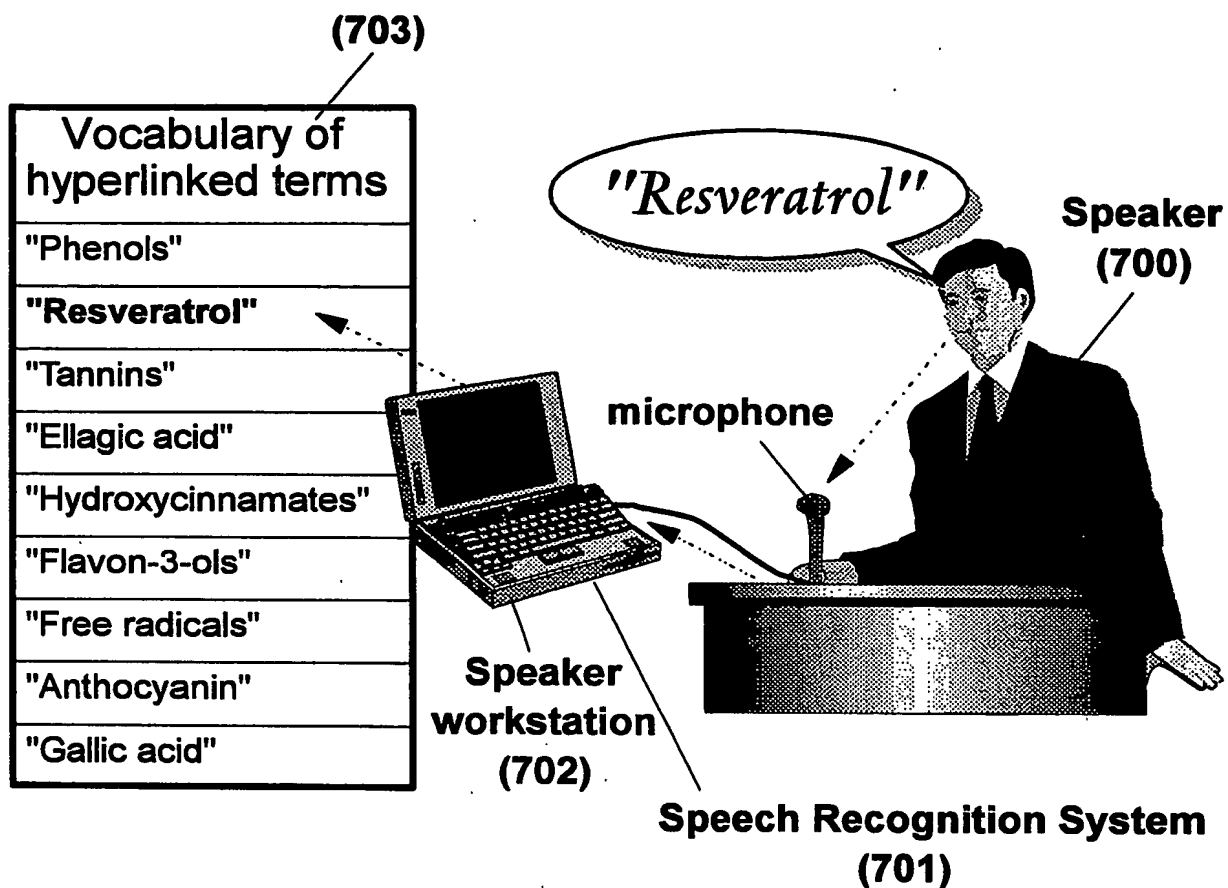 (703)
Vocabulary of
hyperlinked terms
"Phenols"
"Resveratrol"
"Tannins"
"Ellagic acid"
"Hydroxycinnamates"
"Flavon-3-ols"
"Free radicals"
"Anthocyanin"
"Gallic acid"
"Resveratrol"
Speaker
(700)
microphone
Speaker
workstation
(702)
Speech Recognition System
(701)